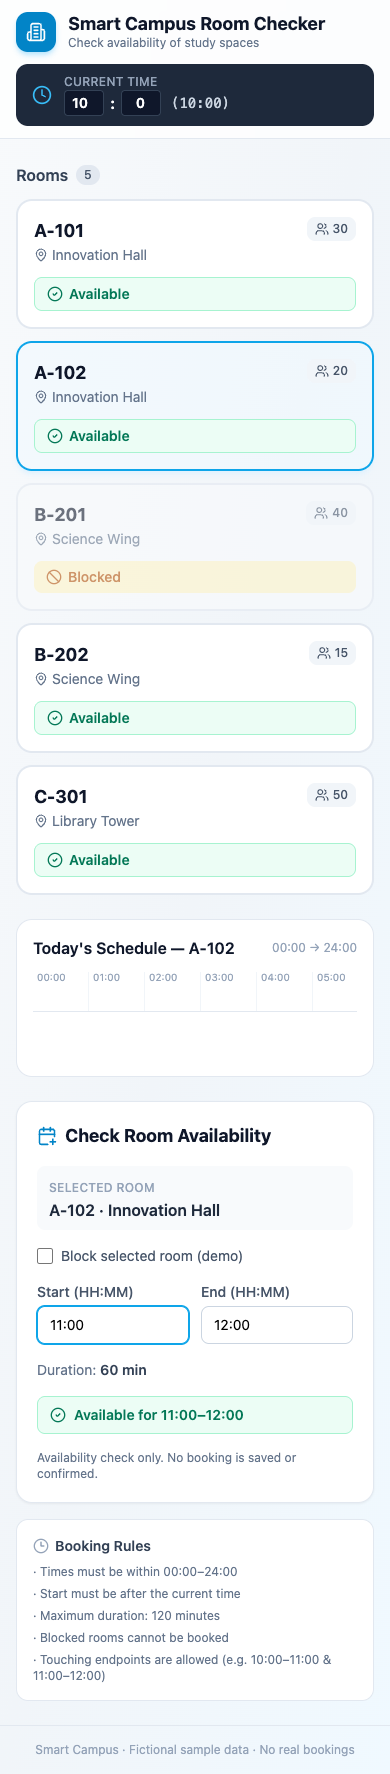 Smart Campus Room Checker
Check availability of study spaces
CURRENT TIME
10 : 0 (10:00)
Rooms 5
A-101 30
Innovation Hall
Available
A-102 20
Innovation Hall
Available
B-201 40
Science Wing
Blocked
B-202 15
Science Wing
Available
C-301 50
Library Tower
Available
Today's Schedule — A-102 00:00 → 24:00
00:00 01:00 02:00 03:00 04:00 05:00
Check Room Availability
SELECTED ROOM
A-102 · Innovation Hall
Block selected room (demo)
Start (HH:MM) End (HH:MM)
11:00 12:00
Duration: 60 min
Available for 11:00–12:00
Availability check only. No booking is saved or
confirmed.
Booking Rules
· Times must be within 00:00–24:00
· Start must be after the current time
· Maximum duration: 120 minutes
· Blocked rooms cannot be booked
· Touching endpoints are allowed (e.g. 10:00–11:00 &
11:00–12:00)
Smart Campus · Fictional sample data · No real bookings